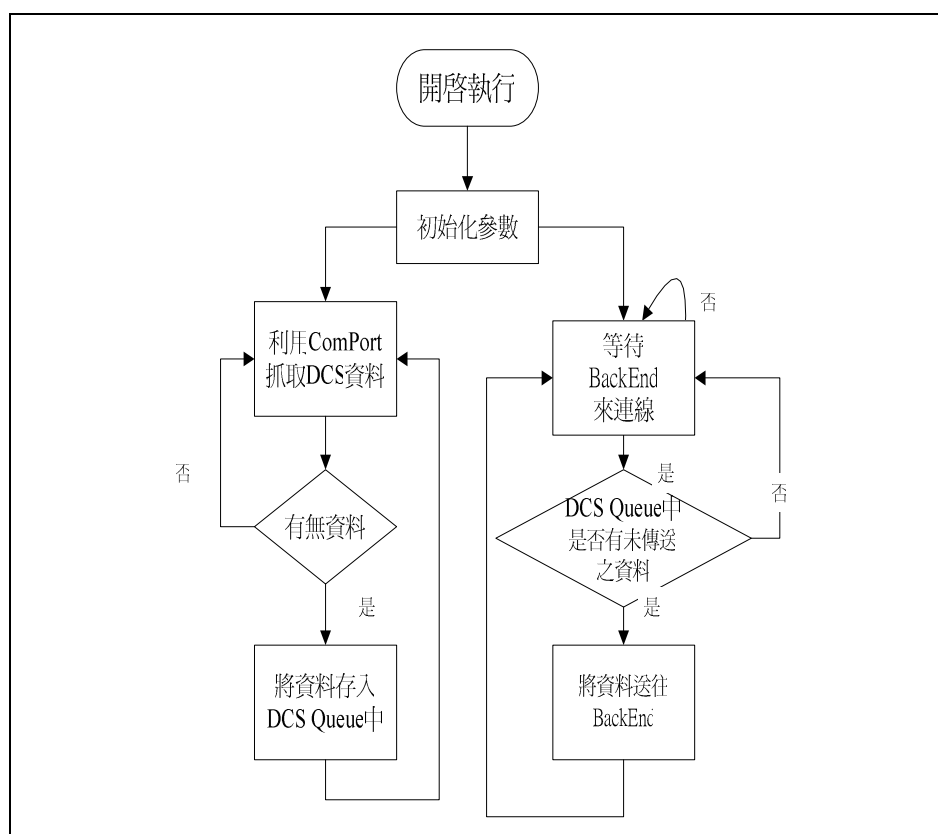 開啓執行
初始化參數
利用ComPort
抓取DCS資料
否
有無資料
是
將資料存入
DCS Queue中
否
等待
BackEnd
來連線
是
否
DCS Queue中
是否有未傳送
之資料
是
將資料送往
BackEnd